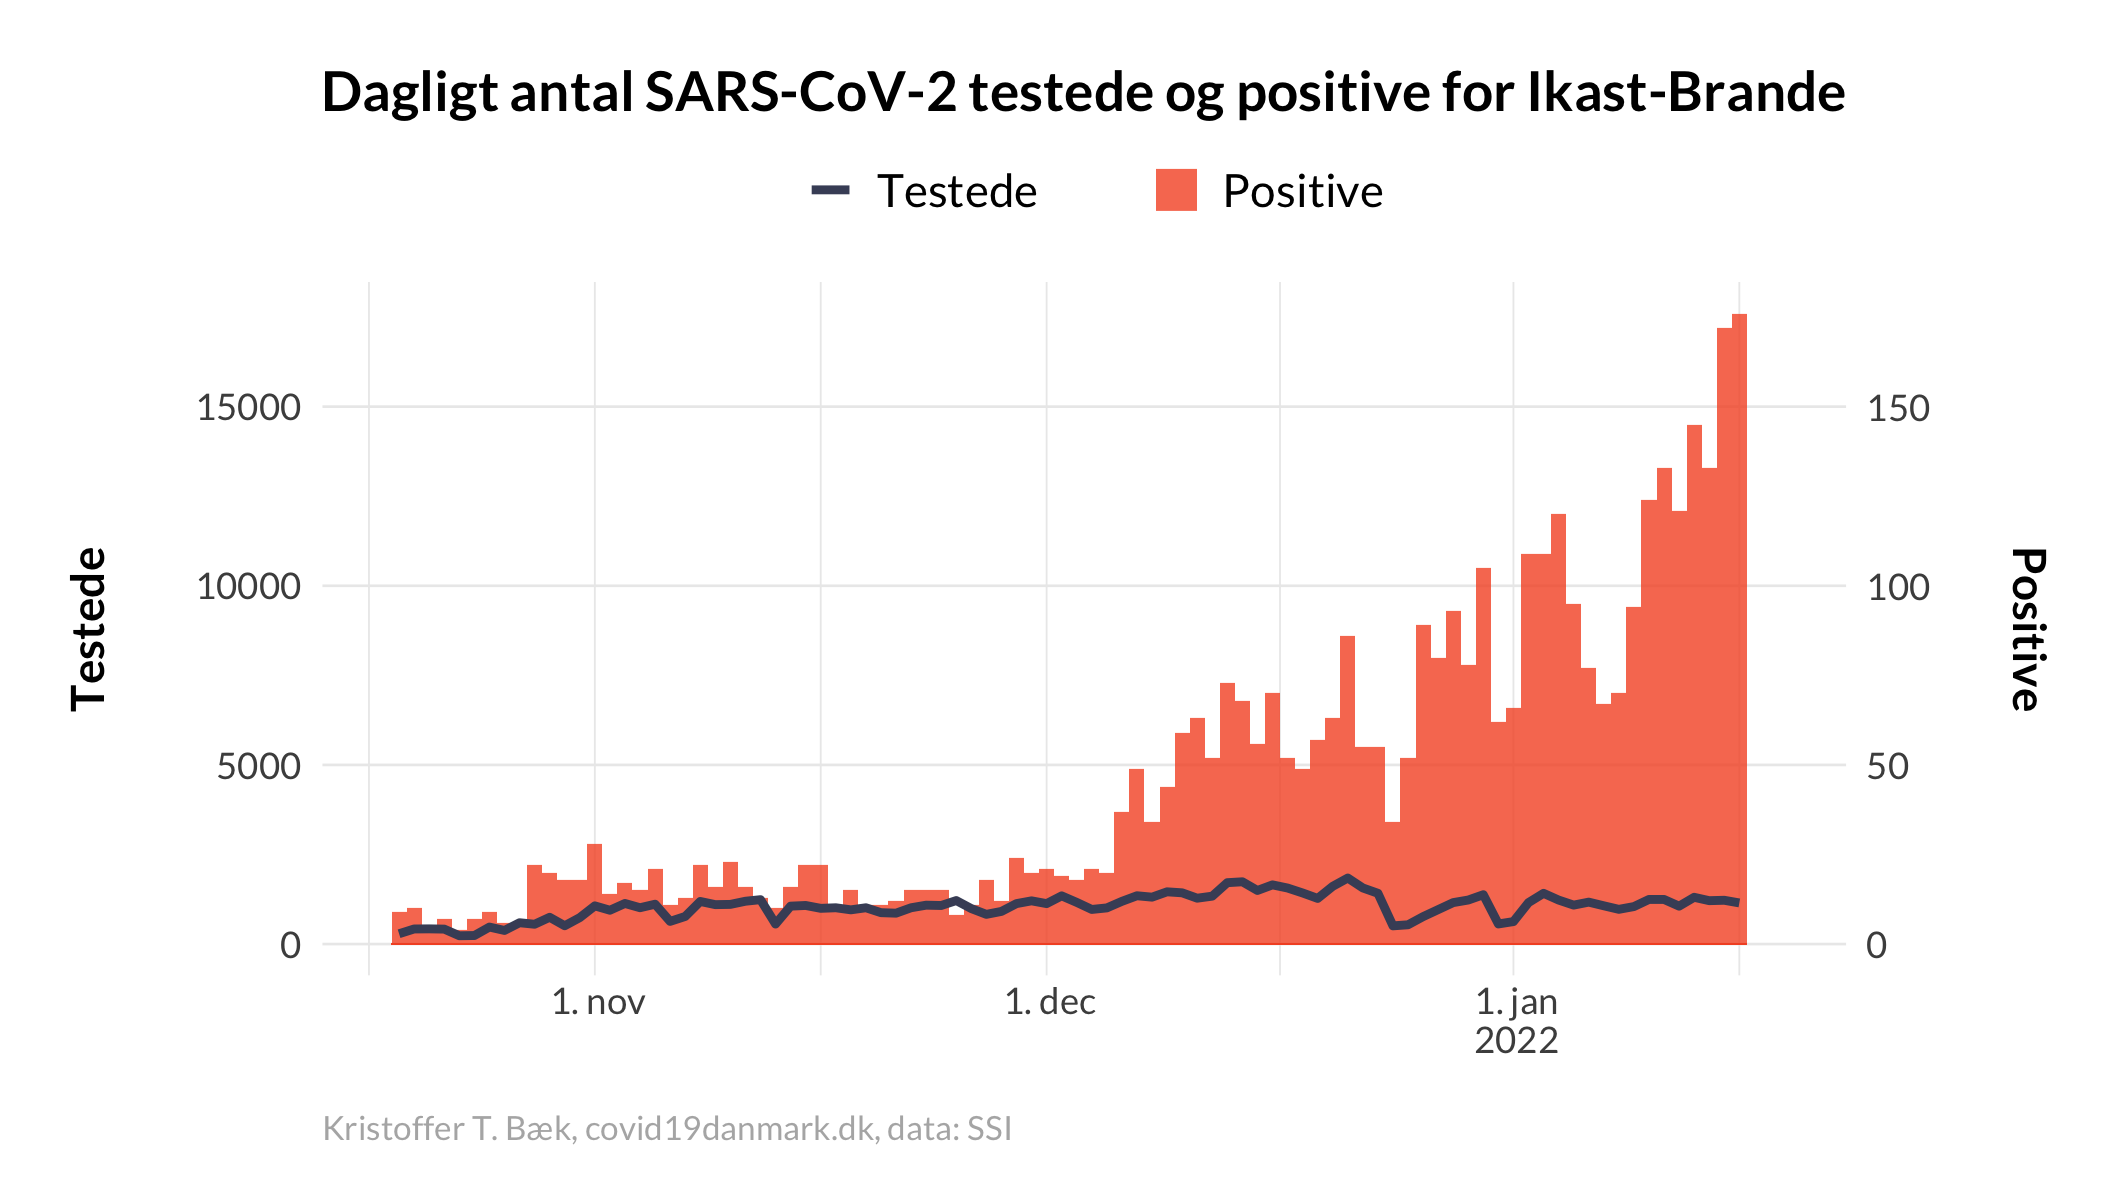 Dagligt antal SARS-CoV-2 testede og positive for Ikast-Brande
Testede
Positive
15000
10000
5000
0
150
100
50
0
Testede
Positive
1. nov
1. dec
1. jan
2022
Kristoffer T. Bæk, covid19danmark.dk, data: SSI